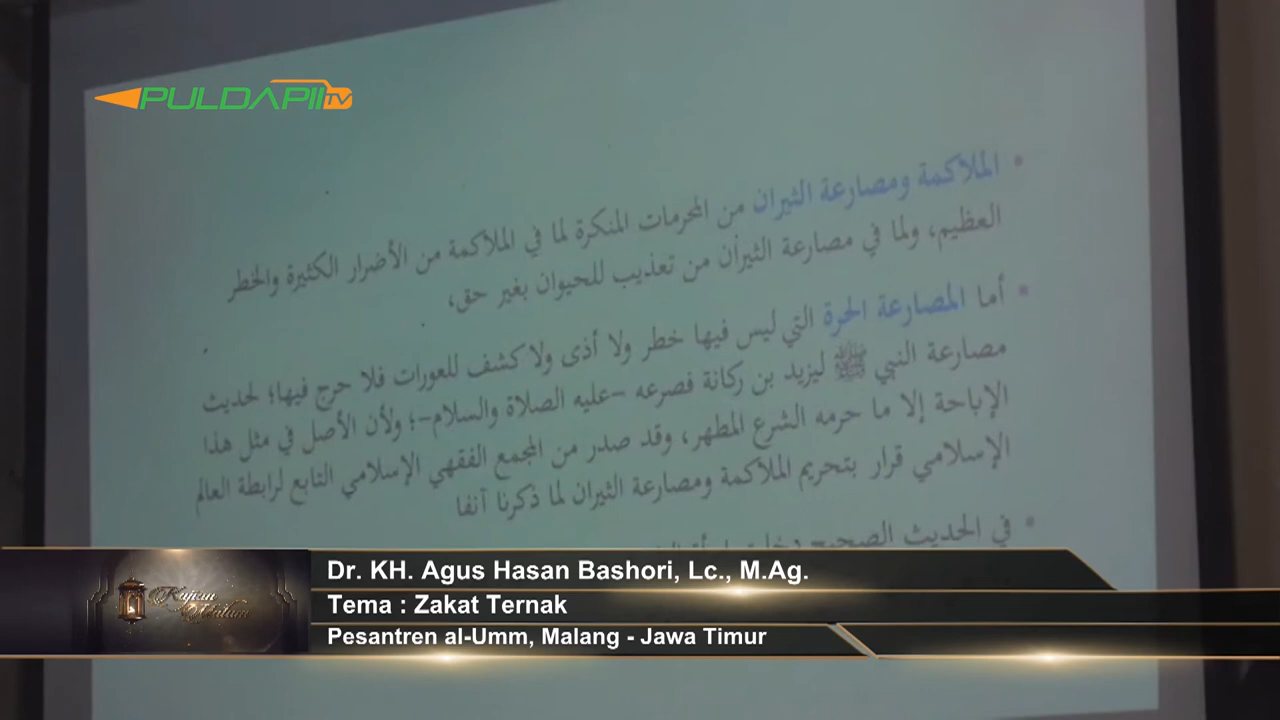 PULDAPII TV
الملاكمة ومصارعة الثيران من المحرمات المنكرة لما في الملاكمة من الأضرار الكثيرة والخطر
العظيم، ولما في مصارعة الثيران من تعذيب للحيوان بغير حق،
أما المصارعة الحرة التي ليس فيها خطر ولا أذى ولا كشف للعورات فلا حرج فيها؛ لحديث
مصارعة النبي ﷺ ليزيد بن ركانة فصرعه -عليه الصلاة والسلام-؛ ولأن الأصل في مثل هذا
الإباحة إلا ما حرمه الشرع المطهر، وقد صدر من المجمع الفقهي الإسلامي التابع لرابطة العالم
الإسلامي قرار بتحريم الملاكمة ومصارعة الثيران لما ذكرنا آنفا
في الحديث الصحيح
Kajian
Dr. KH. Agus Hasan Bashori, Lc., M.Ag.
Tema : Zakat Ternak
Pesantren al-Umm, Malang - Jawa Timur